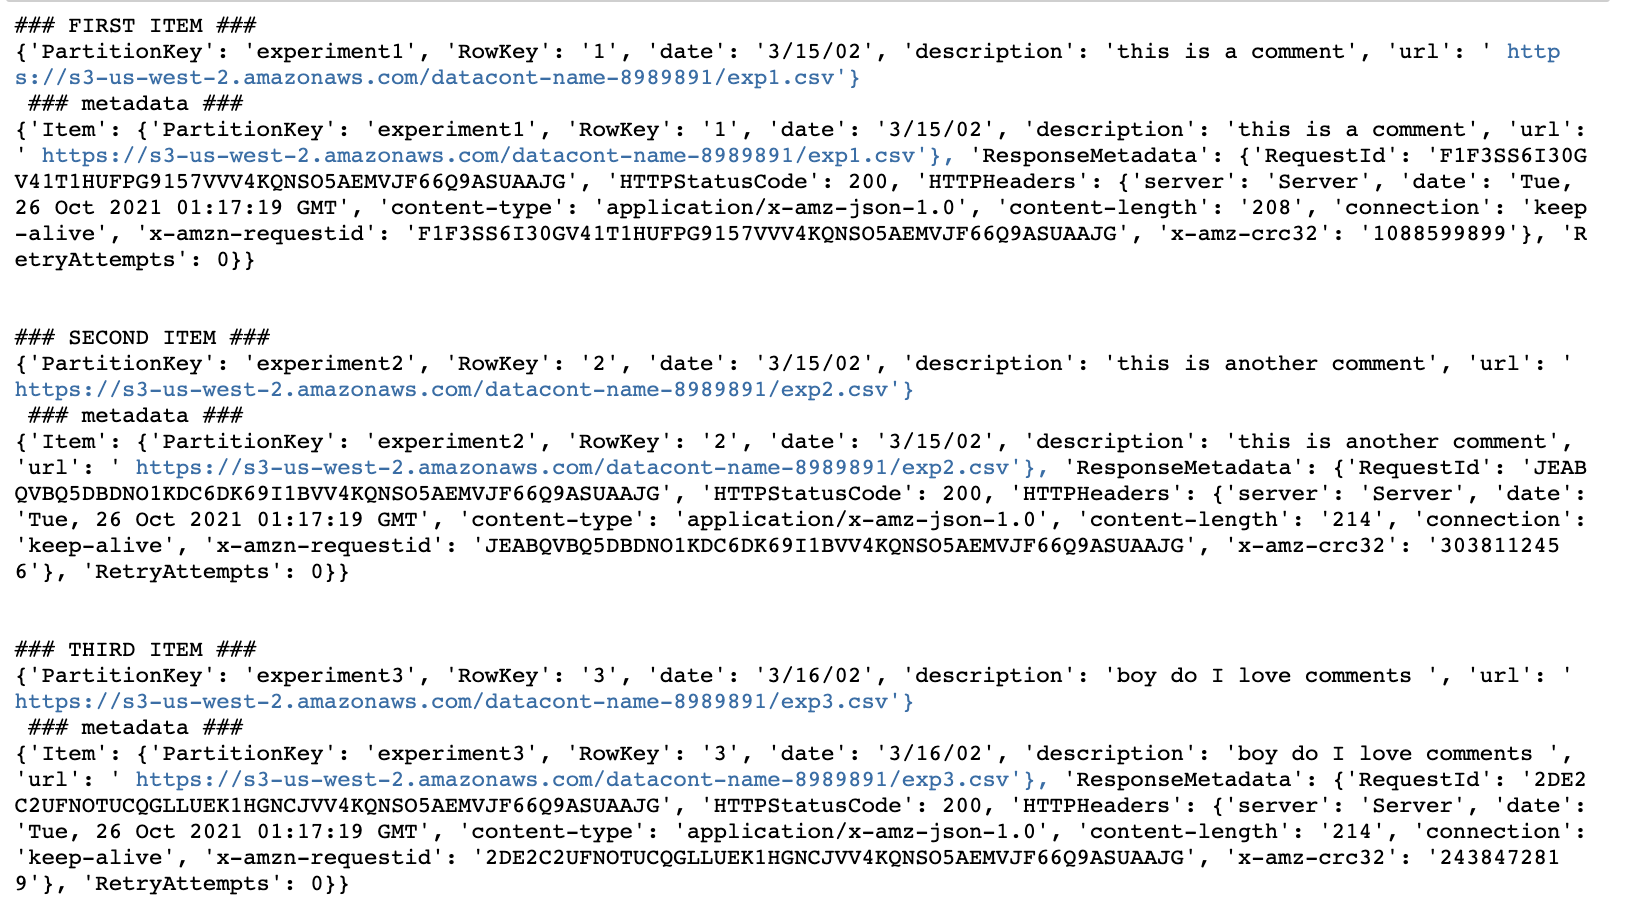 ### FIRST ITEM ###
{'PartitionKey': 'experiment1', 'RowKey': '1', 'date': '3/15/02', 'description': 'this is a comment', 'url': ' http
s://s3-us-west-2.amazonaws.com/datacont-name-8989891/exp1.csv'}
 ### metadata ###
{'Item': {'PartitionKey': 'experiment1', 'RowKey': '1', 'date': '3/15/02', 'description': 'this is a comment', 'url':
' https://s3-us-west-2.amazonaws.com/datacont-name-8989891/exp1.csv'}, 'ResponseMetadata': {'RequestId': 'F1F3SS6I30G
V41T1HUFPG9157VVV4KQNSO5AEMVJF66Q9ASUAAJG', 'HTTPStatusCode': 200, 'HTTPHeaders': {'server': 'Server', 'date': 'Tue,
26 Oct 2021 01:17:19 GMT', 'content-type': 'application/x-amz-json-1.0', 'content-length': '208', 'connection': 'keep
-alive', 'x-amzn-requestid': 'F1F3SS6I30GV41T1HUFPG9157VVV4KQNSO5AEMVJF66Q9ASUAAJG', 'x-amz-crc32': '1088599899'}, 'R
etryAttempts': 0}}
### SECOND ITEM ###
{'PartitionKey': 'experiment2', 'RowKey': '2', 'date': '3/15/02', 'description': 'this is another comment', 'url': '
https://s3-us-west-2.amazonaws.com/datacont-name-8989891/exp2.csv'}
 ### metadata ###
{'Item': {'PartitionKey': 'experiment2', 'RowKey': '2', 'date': '3/15/02', 'description': 'this is another comment',
'url': ' https://s3-us-west-2.amazonaws.com/datacont-name-8989891/exp2.csv'}, 'ResponseMetadata': {'RequestId': 'JEAB
QVBQ5DBDNO1KDC6DK69I1BVV4KQNSO5AEMVJF66Q9ASUAAJG', 'HTTPStatusCode': 200, 'HTTPHeaders': {'server': 'Server', 'date':
'Tue, 26 Oct 2021 01:17:19 GMT', 'content-type': 'application/x-amz-json-1.0', 'content-length': '214', 'connection':
'keep-alive', 'x-amzn-requestid': 'JEABQVBQ5DBDNO1KDC6DK69I1BVV4KQNSO5AEMVJF66Q9ASUAAJG', 'x-amz-crc32': '303811245
6'}, 'RetryAttempts': 0}}
### THIRD ITEM ###
{'PartitionKey': 'experiment3', 'RowKey': '3', 'date': '3/16/02', 'description': 'boy do I love comments ', 'url': '
https://s3-us-west-2.amazonaws.com/datacont-name-8989891/exp3.csv'}
 ### metadata ###
{'Item': {'PartitionKey': 'experiment3', 'RowKey': '3', 'date': '3/16/02', 'description': 'boy do I love comments ',
'url': ' https://s3-us-west-2.amazonaws.com/datacont-name-8989891/exp3.csv'}, 'ResponseMetadata': {'RequestId': '2DE2
C2UFNOTUCQGLLUEK1HGNCJVV4KQNSO5AEMVJF66Q9ASUAAJG', 'HTTPStatusCode': 200, 'HTTPHeaders': {'server': 'Server', 'date':
'Tue, 26 Oct 2021 01:17:19 GMT', 'content-type': 'application/x-amz-json-1.0', 'content-length': '214', 'connection':
'keep-alive', 'x-amzn-requestid': '2DE2C2UFNOTUCQGLLUEK1HGNCJVV4KQNSO5AEMVJF66Q9ASUAAJG', 'x-amz-crc32': '243847281
9'}, 'RetryAttempts': 0}}